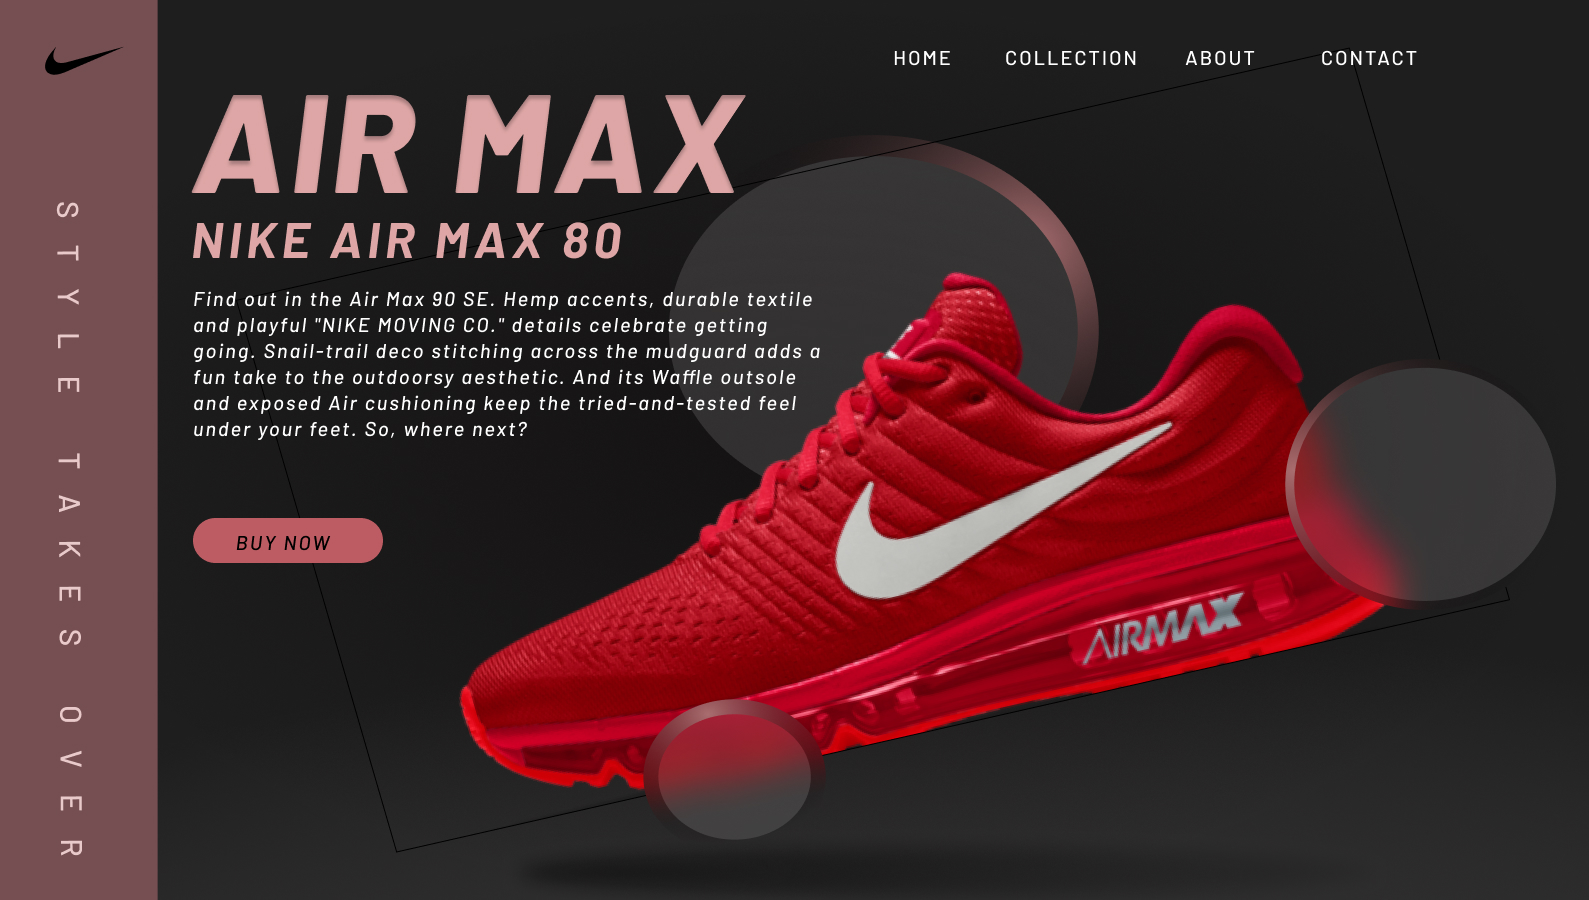 HOME COLLECTION ABOUT CONTACT
AIR MAX
NIKE AIR MAX 80
Find out in the Air Max 90 SE. Hemp accents, durable textile
and playful "NIKE MOVING CO." details celebrate getting
going. Snail-trail deco stitching across the mudguard adds a
fun take to the outdoorsy aesthetic. And its Waffle outsole
and exposed Air cushioning keep the tried-and-tested feel
under your feet. So, where next?
BUY NOW
STYLE TAKES OVER
AIRMAX